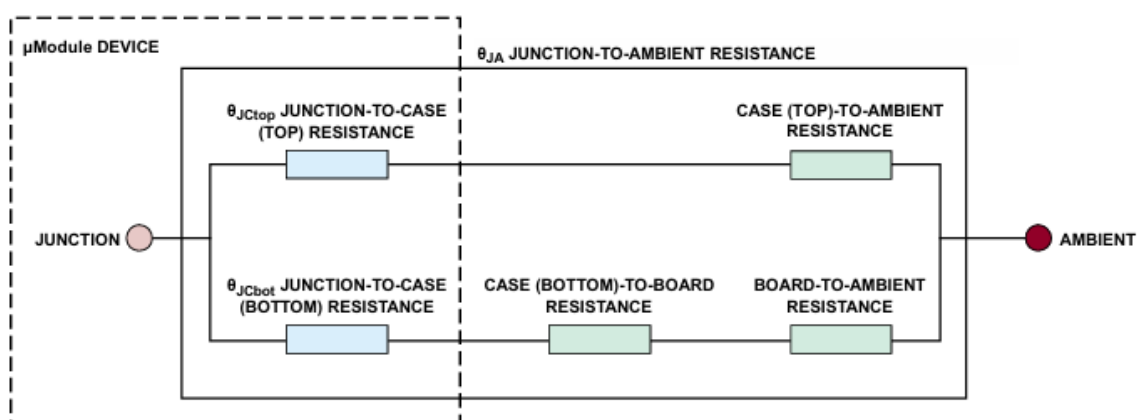 µModule DEVICE
θJA JUNCTION-TO-AMBIENT RESISTANCE
θJCtop JUNCTION-TO-CASE
(TOP) RESISTANCE
CASE (TOP)-TO-AMBIENT
RESISTANCE
JUNCTION
AMBIENT
θJCbot JUNCTION-TO-CASE
(BOTTOM) RESISTANCE
CASE (BOTTOM)-TO-BOARD
RESISTANCE
BOARD-TO-AMBIENT
RESISTANCE